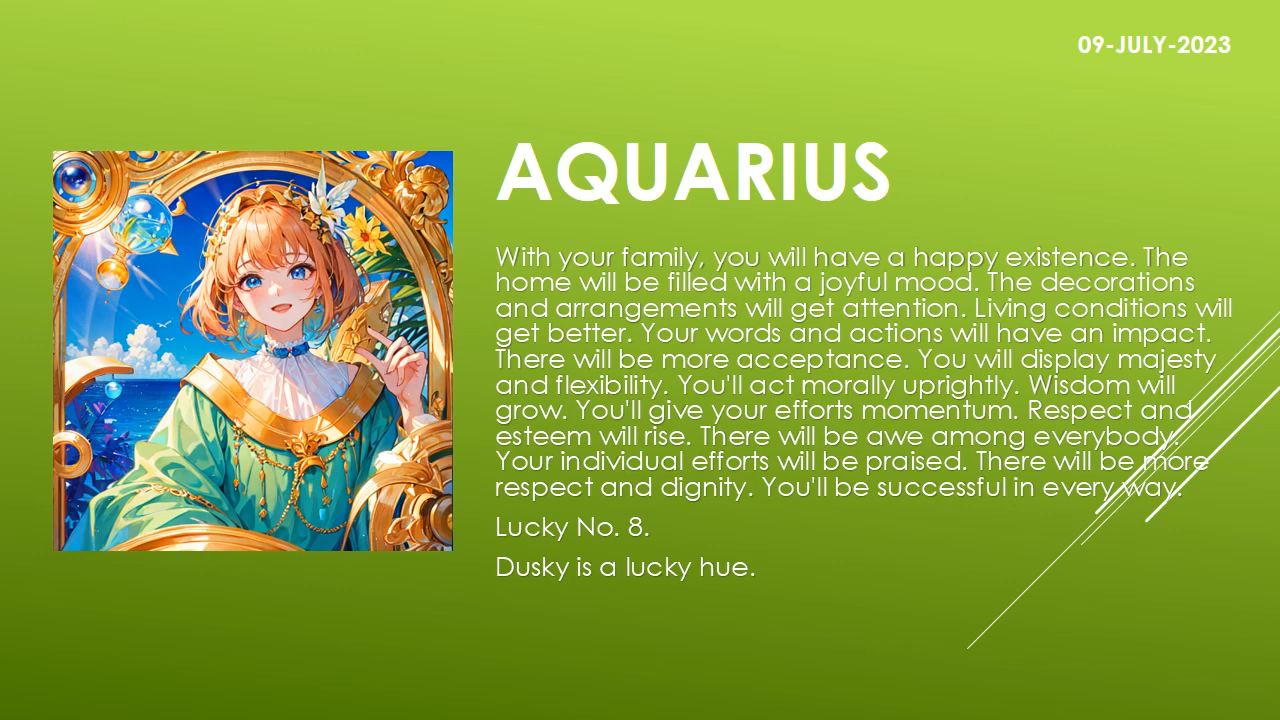 09-JULY-2023
AQUARIUS
With your family, you will have a happy existence. The
home will be filled with a joyful mood. The decorations
and arrangements will get attention. Living conditions will
get better. Your words and actions will have an impact.
There will be more acceptance. You will display majesty
and flexibility. You'll act morally uprightly. Wisdom will
grow. You'll give your efforts momentum. Respect and
esteem will rise. There will be awe among everybody.
Your individual efforts will be praised. There will be more
respect and dignity. You'll be successful in every way.
Lucky No. 8.
Dusky is a lucky hue.